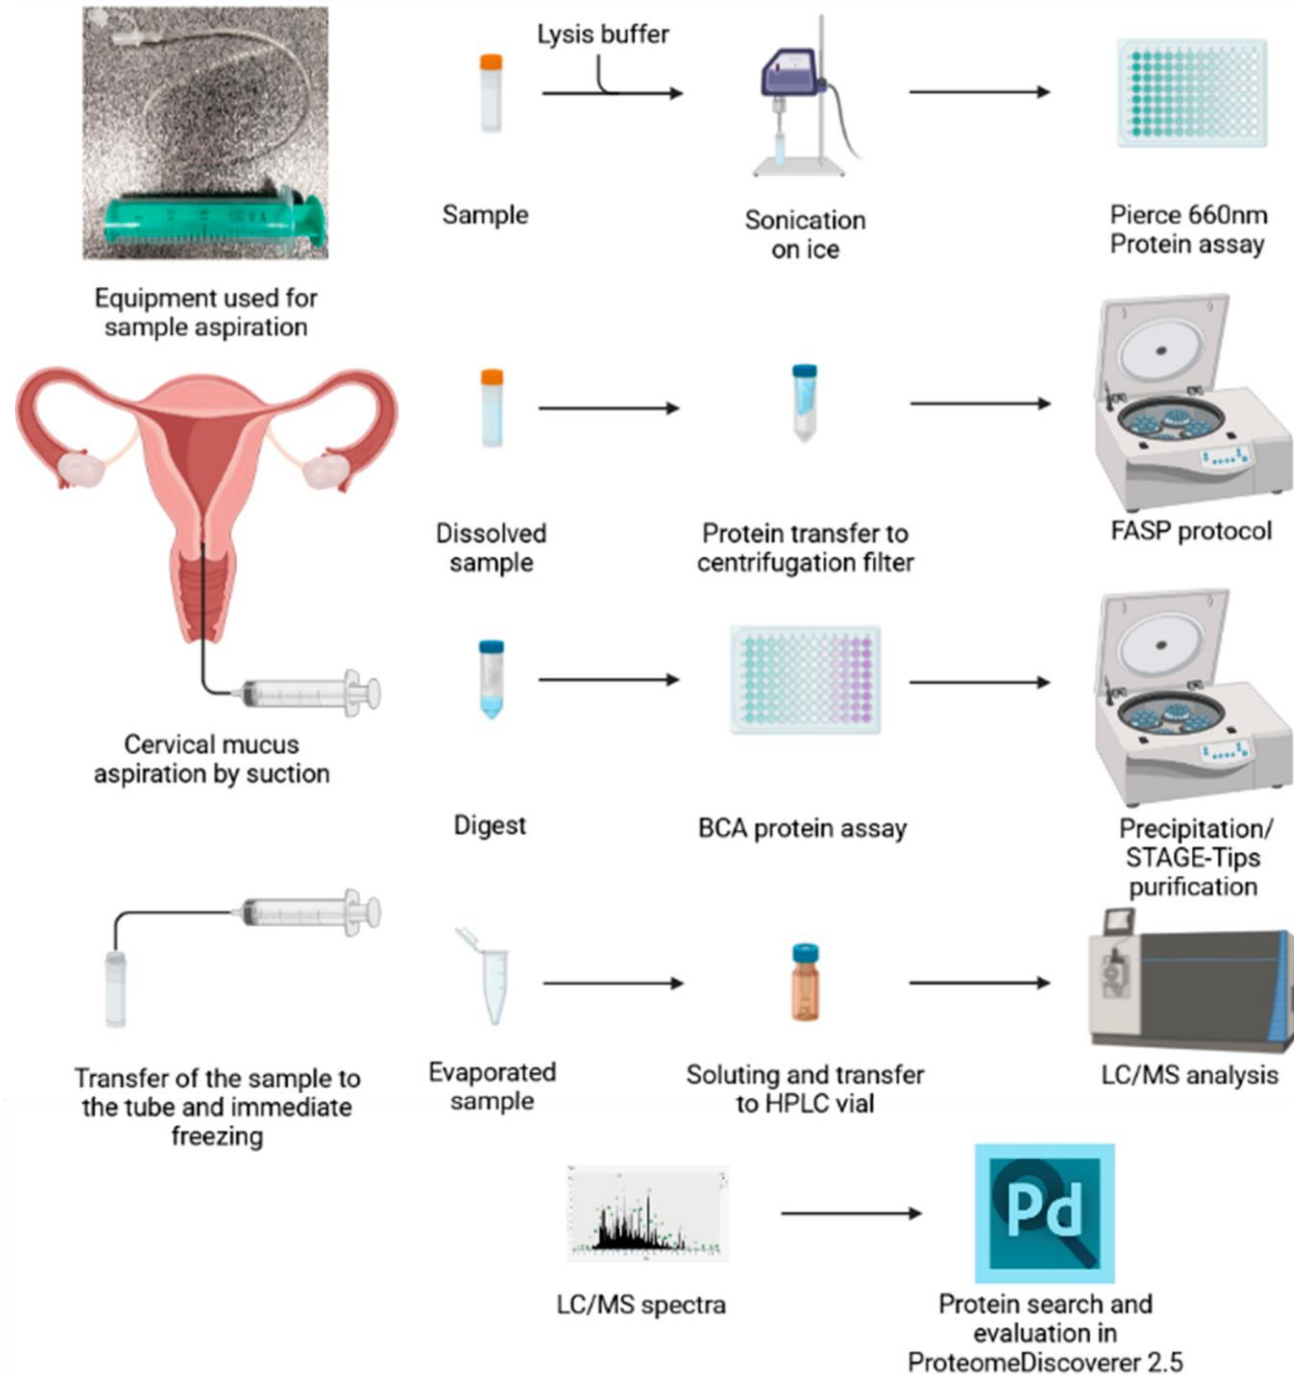 Lysis buffer
Sample
Sonication
on ice
Pierce 660nm
Protein assay
Equipment used for
sample aspiration
Dissolved
sample
Protein transfer to
centrifugation filter
FASP protocol
Cervical mucus
aspiration by suction
Digest
BCA protein assay
Precipitation/
STAGE-Tips
purification
Transfer of the sample to
the tube and immediate
freezing
Evaporated
sample
Soluting and transfer
to HPLC vial
LC/MS analysis
LC/MS spectra
Pd
Protein search and
evaluation in
ProteomeDiscoverer 2.5